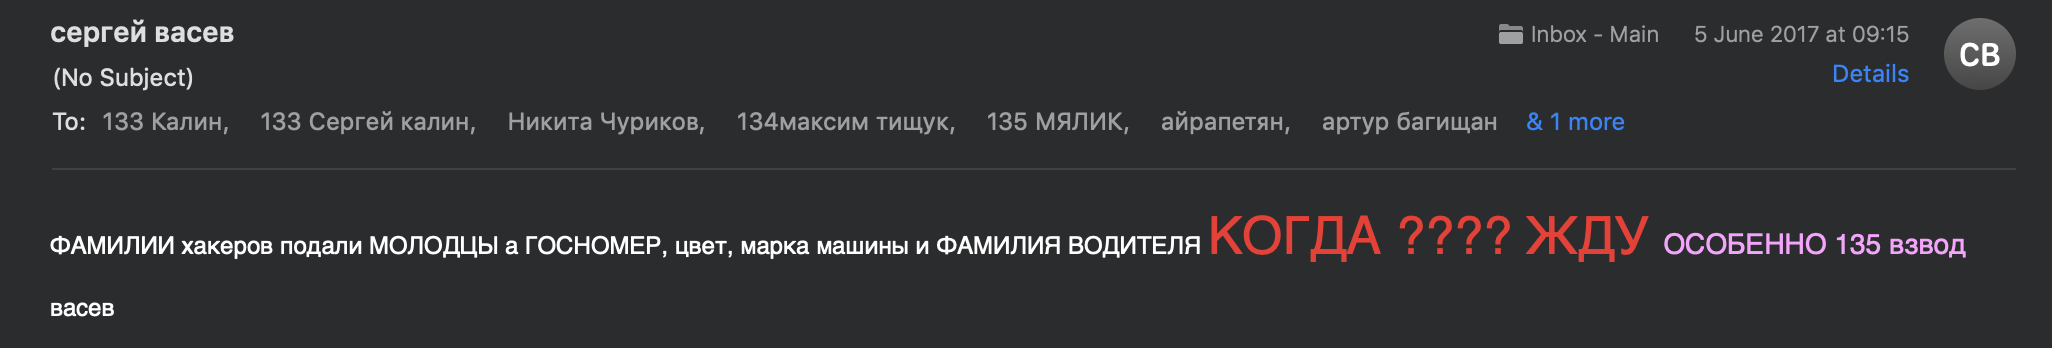 сергей васев
Inbox - Main 5 June 2017 at 09:15
СВ
(No Subject)
Details
To: 133 Калин, 133 Сергей калин, Никита Чуриков, 134максим тищук, 135 МЯЛИК, айрапетян, артур багищан & 1 more
ФАМИЛИИ хакеров подали МОЛОДЦЫ а ГОСНОМЕР, цвет, марка машины и ФАМИЛИЯ ВОДИТЕЛЯ КОГДА ???? ЖДУ ОСОБЕННО 135 взвод
васев